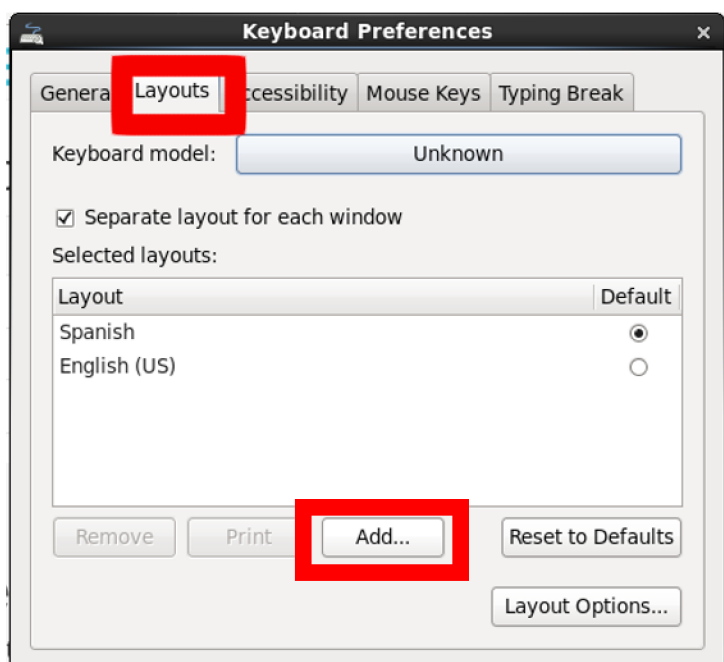 Keyboard Preferences
Genera Layouts ccessibility Mouse Keys Typing Break
Keyboard model: Unknown
Separate layout for each window
Selected layouts:
Layout Default
Spanish
English (US)
Remove Print Add... Reset to Defaults
Layout Options...